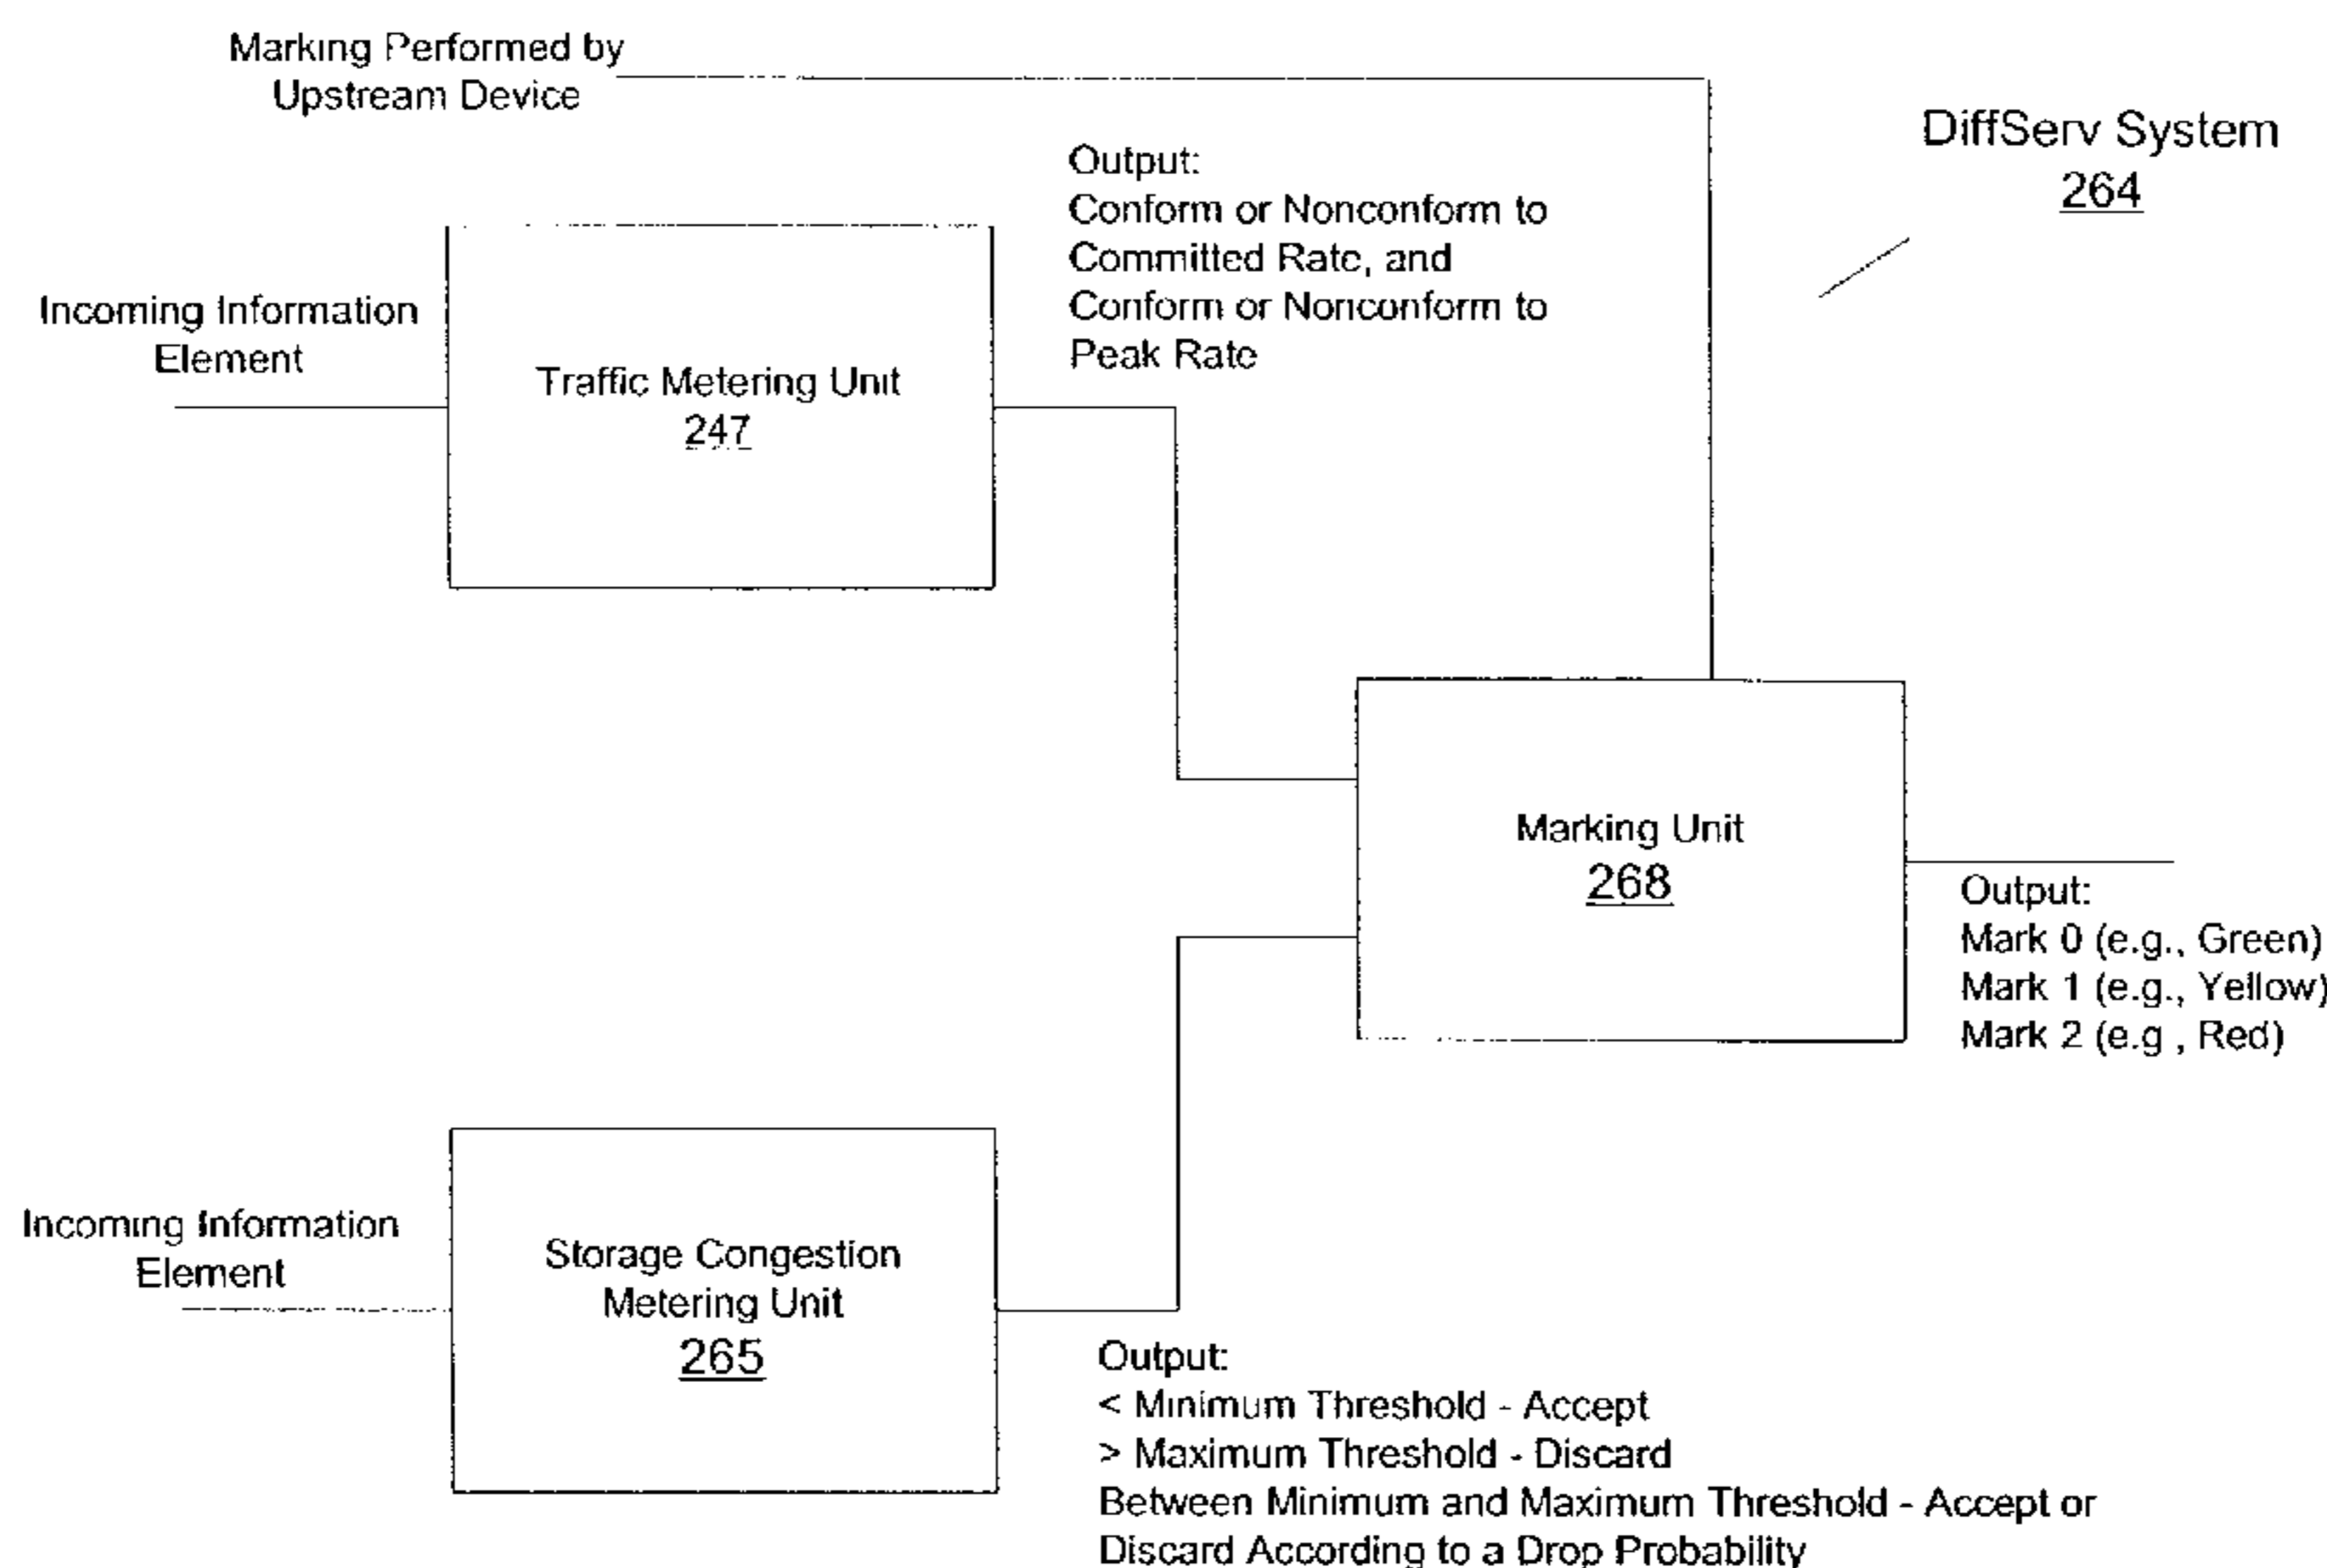 Marking Performed by
Upstream Device
DiffServ System
264
Output:
Conform or Nonconform to
Committed Rate, and
Conform or Nonconform to
Peak Rate
Incoming Information
Element
Traffic Metering Unit
247
Marking Unit
268
Output:
Mark 0 (e.g., Green)
Mark 1 (e.g., Yellow)
Mark 2 (e.g , Red)
Incoming Information
Element
Storage Congestion
Metering Unit
265
Output:
< Minimum Threshold - Accept
> Maximum Threshold - Discard
Between Minimum and Maximum Threshold - Accept or
Discard According to a Drop Probability